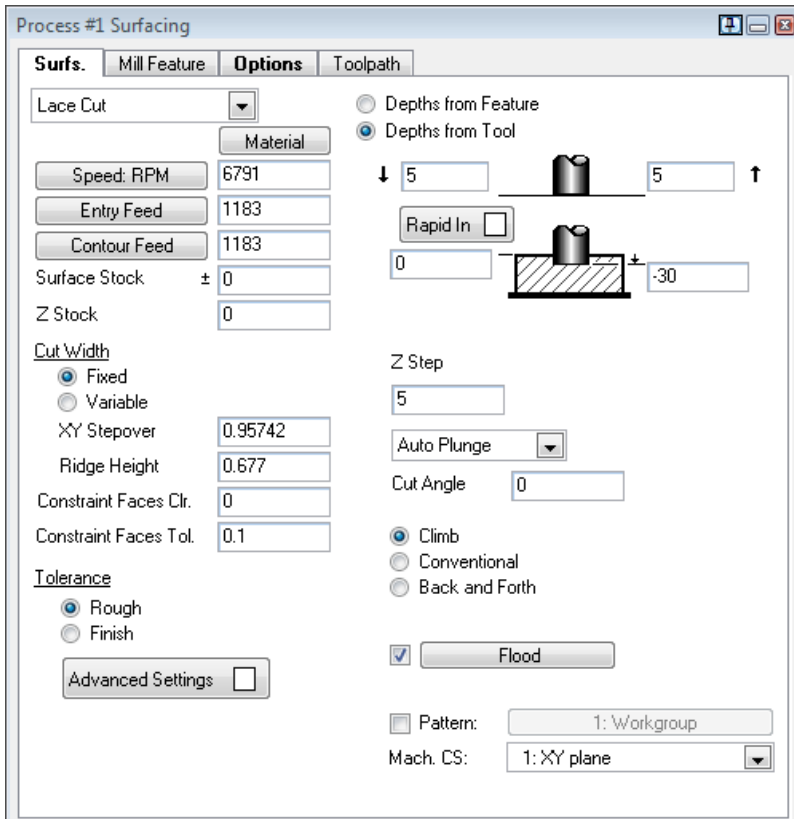 Process #1 Surfacing
Surfs. Mill Feature Options Toolpath
Lace Cut
Depths from Feature
Depths from Tool
Material
Speed: RPM 6791
5 5
Entry Feed 1183
Rapid In
Contour Feed 1183
0
Surface Stock ± 0
-30
Z Stock 0
Cut Width
Z Step
Fixed
5
Variable
XY Stepover 0.95742
Auto Plunge
Ridge Height 0.677
Cut Angle 0
Constraint Faces Clr. 0
Constraint Faces Tol. 0.1
Climb
Conventional
Tolerance
Back and Forth
Rough
Finish
Flood
Advanced Settings
Pattern: 1: Workgroup
Mach. CS: 1: XY plane